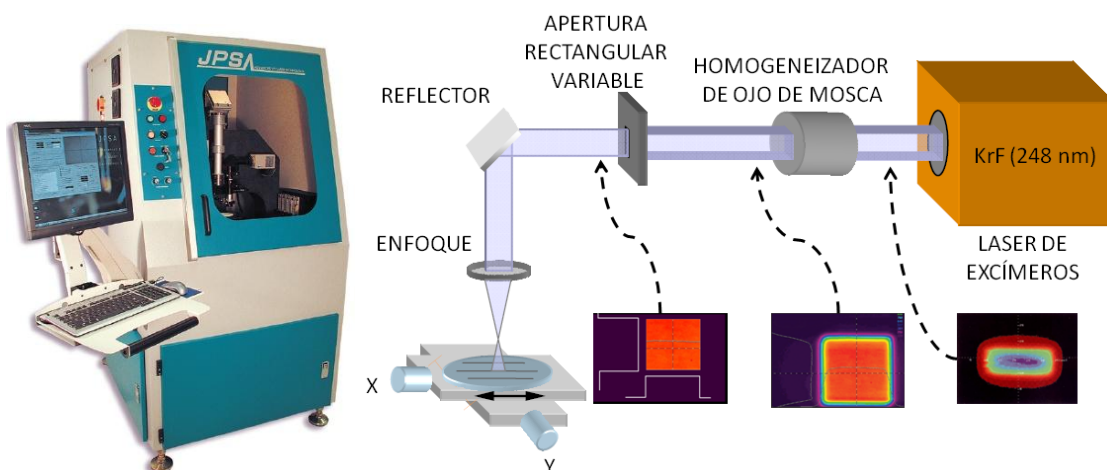 JPSA
APERTURA
RECTANGULAR
VARIABLE
HOMOGENEIZADOR
DE OJO DE MOSCA
REFLECTOR
KrF (248 nm)
ENFOQUE
LASER DE
EXCÍMEROS
X
Y